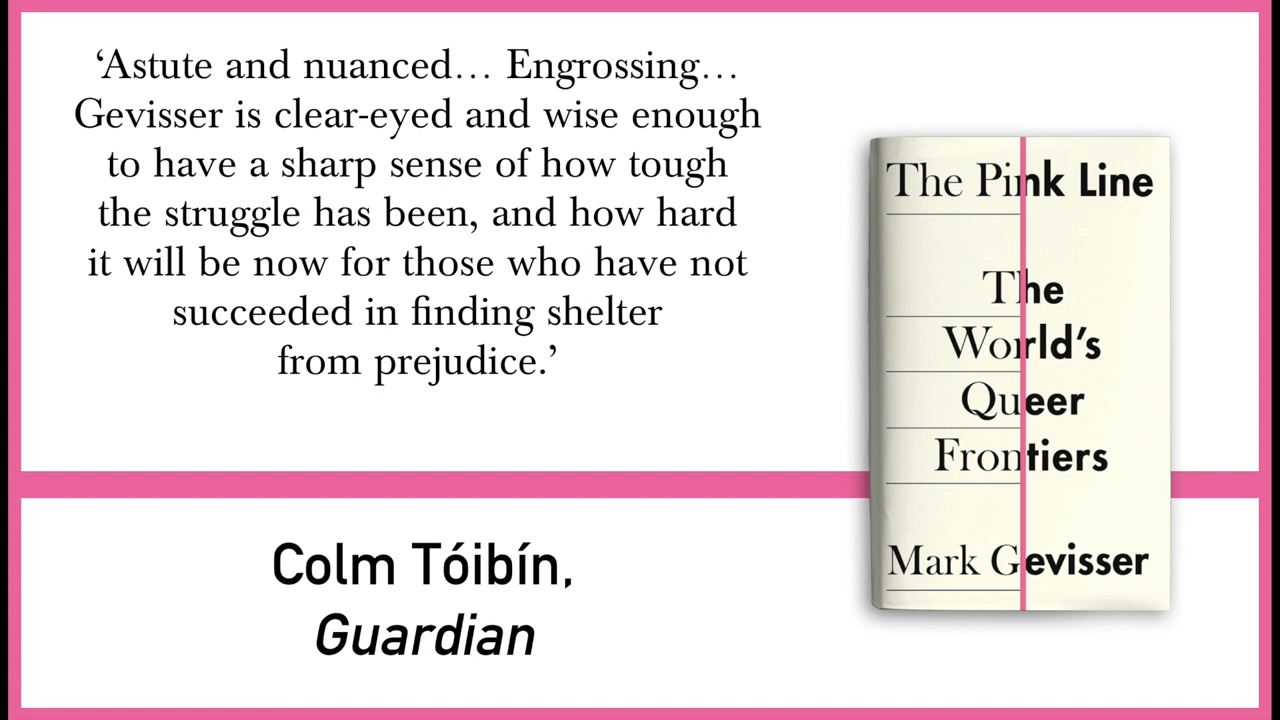 ‘Astute and nuanced… Engrossing…
Gevisser is clear-eyed and wise enough
to have a sharp sense of how tough
the struggle has been, and how hard
it will be now for those who have not
succeeded in finding shelter
from prejudice.’
Colm Tóibín,
Guardian
The Pink Line
The
World’s
Queer
Frontiers
Mark Gevisser